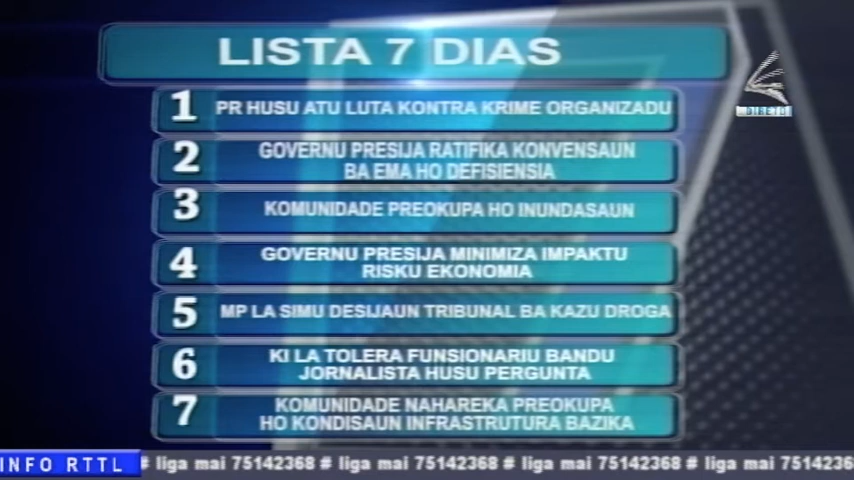 LISTA 7 DIAS
1 PR HUSU ATU LUTA KONTRA KRIME ORGANIZADU
2 GOVERNU PRESIJA RATIFIKA KONVENSAUN
BA EMA HO DEFISIENSIA
3 KOMUNIDADE PREOKUPA HO INUNDASAUN
4 GOVERNU PRESIJA MINIMIZA IMPAKTU
RISKU EKONOMIA
5 MP LA SIMU DESIJAUN TRIBUNAL BA KAZU DROGA
6 KI LA TOLERA FUNSIONARIU BANDU
JORNALISTA HUSU PERGUNTA
7 KOMUNIDADE NAHAREKA PREOKUPA
HO KONDISAUN INFRASTRUTURA BAZIKA
INFO RTTL # liga mai 75142368 # liga mai 75142368 # liga mai 75142368 # liga mai 7514236